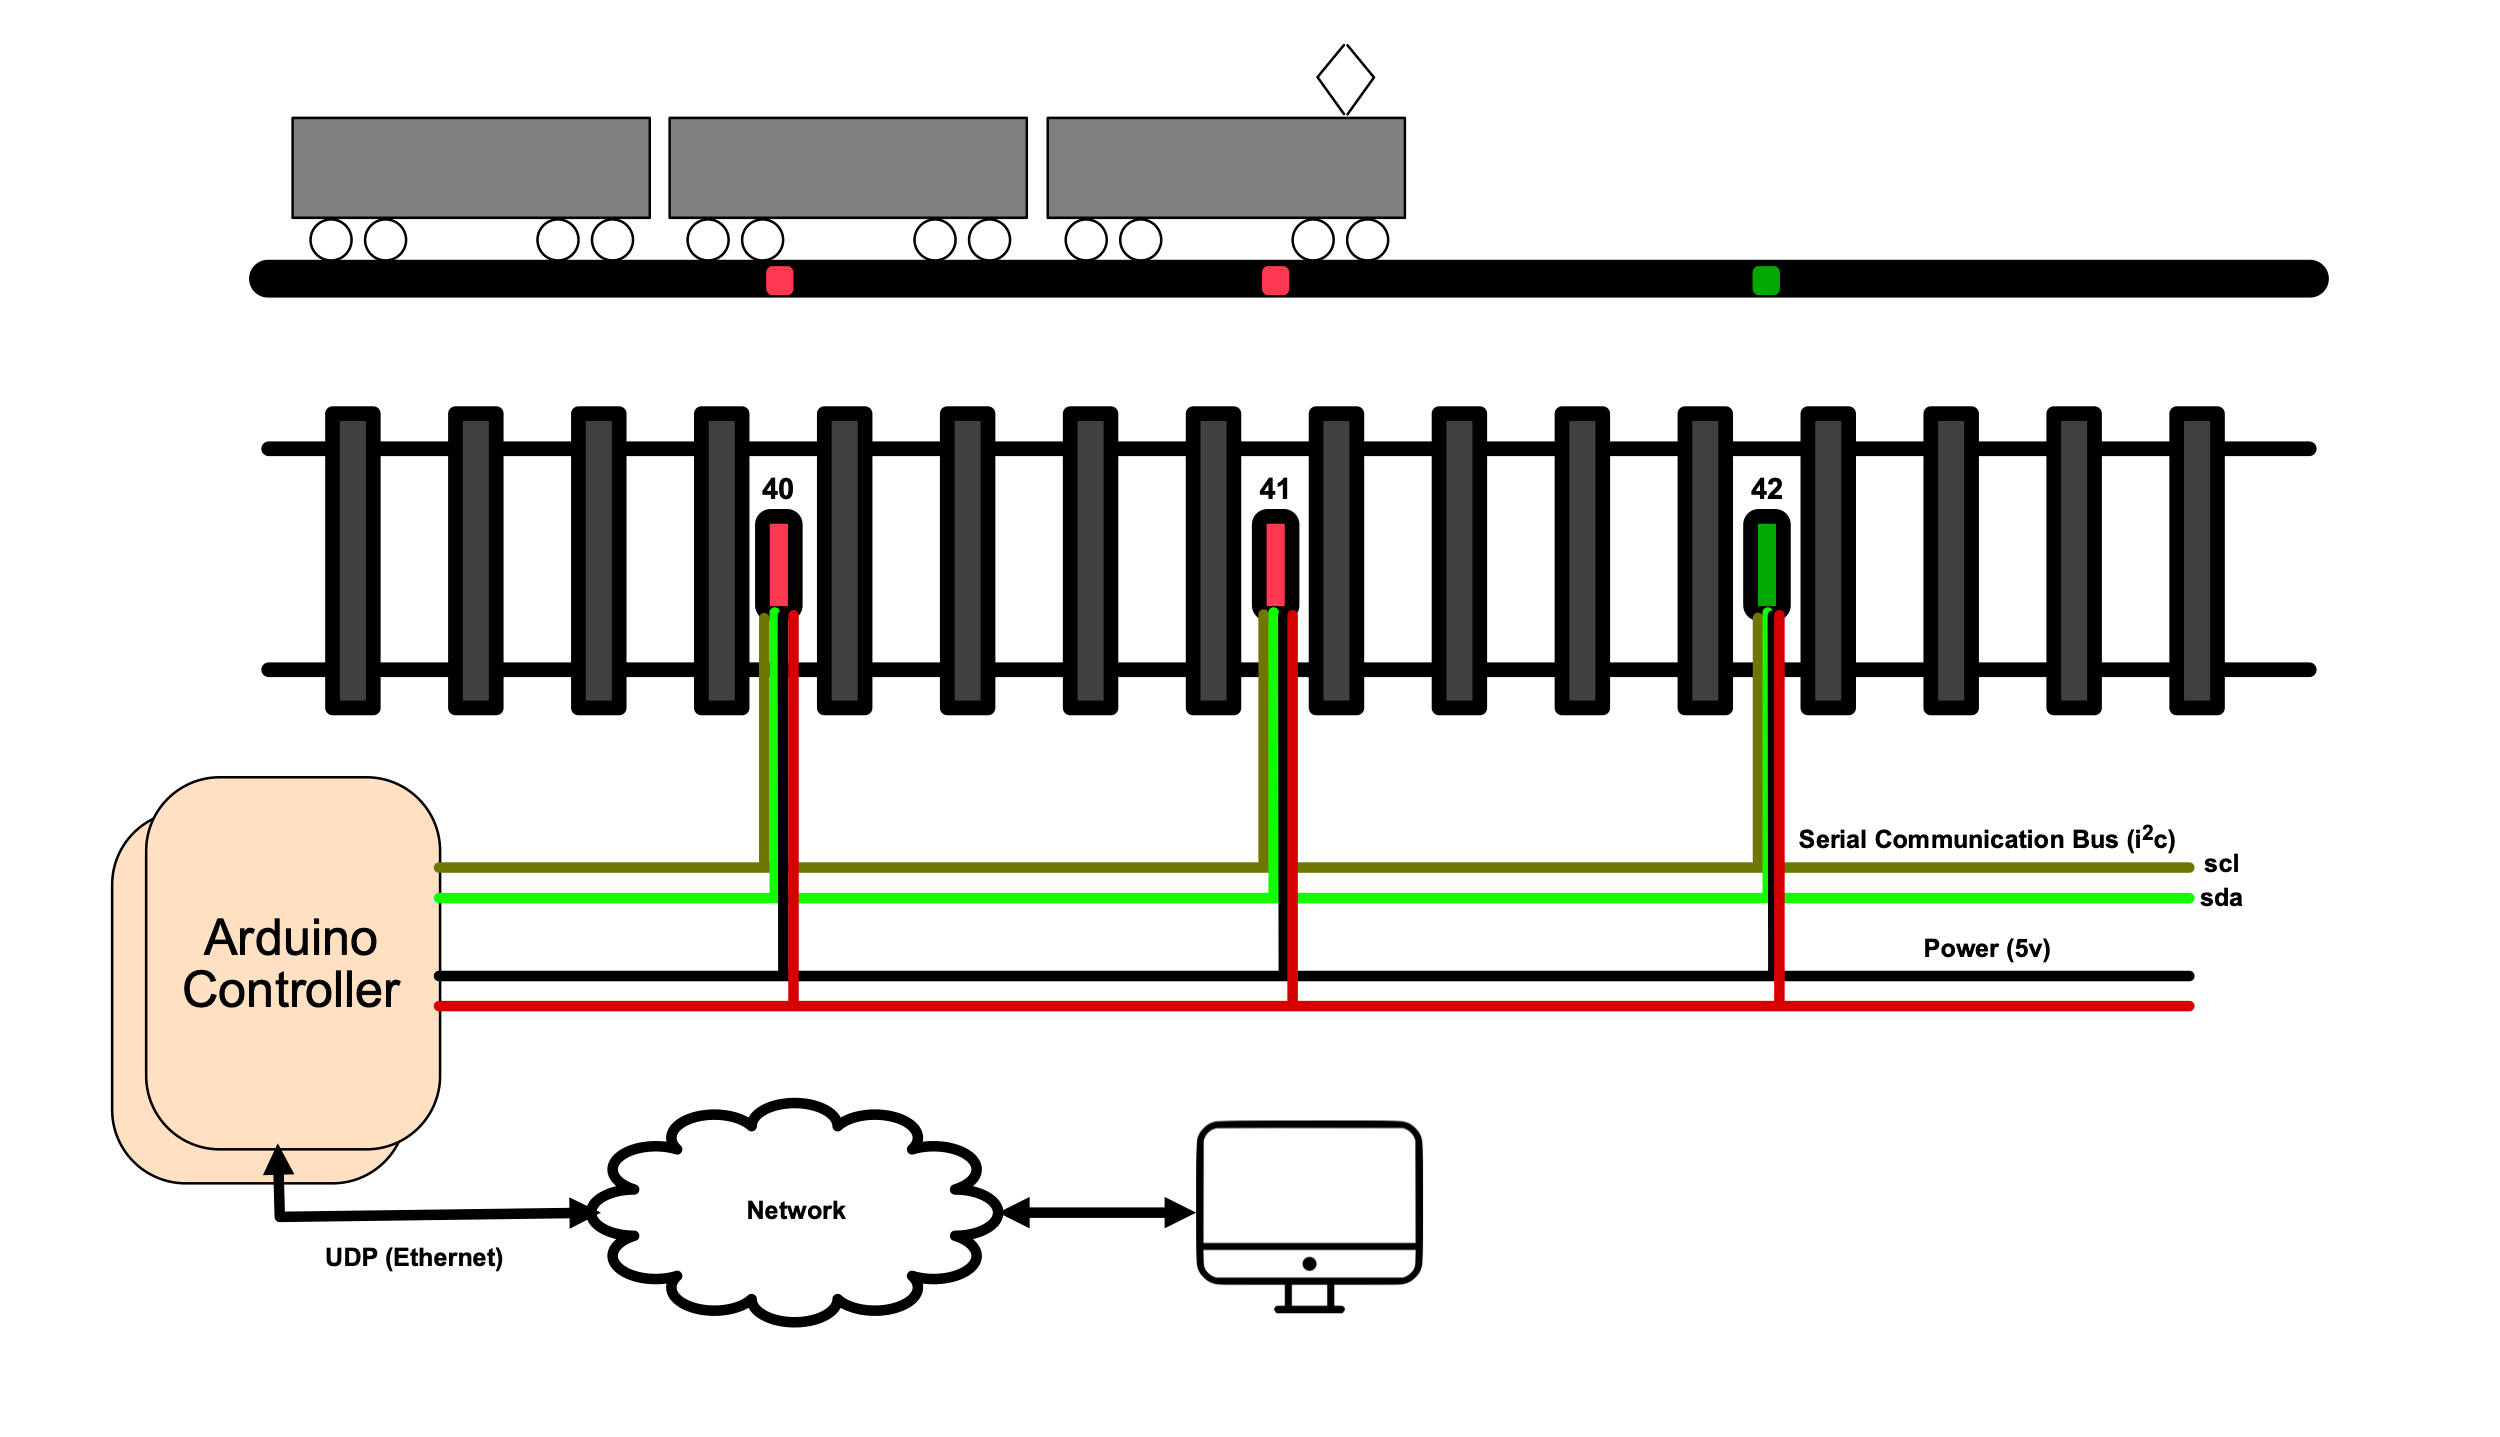 40
41
42
Serial Communication Bus (i²c)
scl
sda
Arduino
Controller
Power (5v)
Network
UDP (Ethernet)